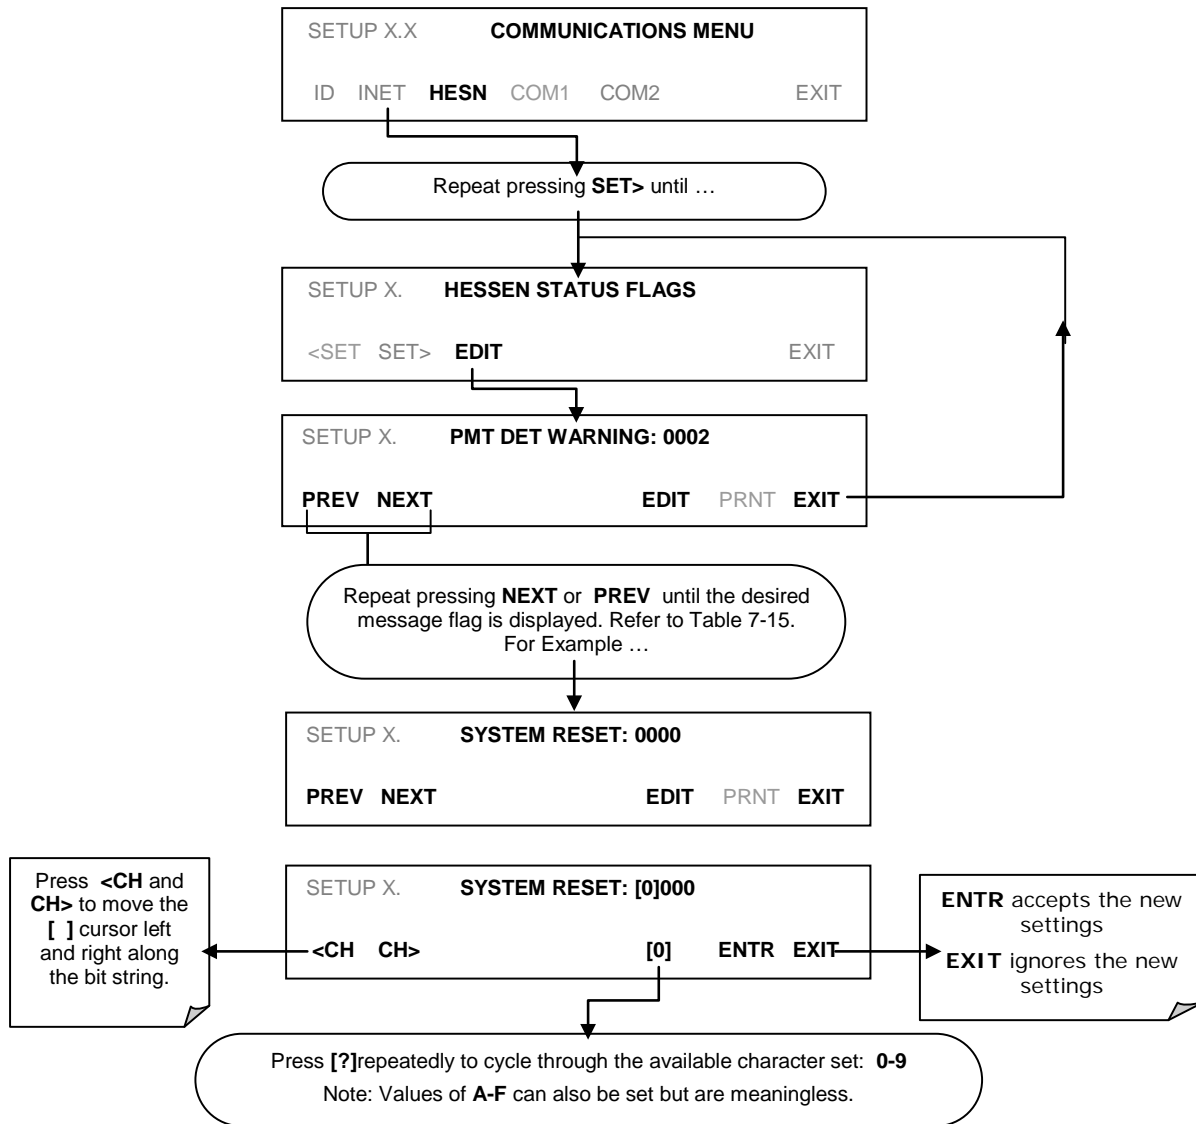 SETUP X.X COMMUNICATIONS MENU
ID INET HESN COM1 COM2 EXIT
Repeat pressing SET> until …
SETUP X. HESSEN STATUS FLAGS
<SET SET> EDIT EXIT
SETUP X. PMT DET WARNING: 0002
PREV NEXT EDIT PRNT EXIT
Repeat pressing NEXT or PREV until the desired
message flag is displayed. Refer to Table 7-15.
For Example …
SETUP X. SYSTEM RESET: 0000
PREV NEXT EDIT PRNT EXIT
Press <CH and
CH> to move the
[ ] cursor left
and right along
the bit string.
SETUP X. SYSTEM RESET: [0]000
<CH CH> [0] ENTR EXIT
ENTR accepts the new
settings
EXIT ignores the new
settings
Press [?]repeatedly to cycle through the available character set: 0-9
Note: Values of A-F can also be set but are meaningless.